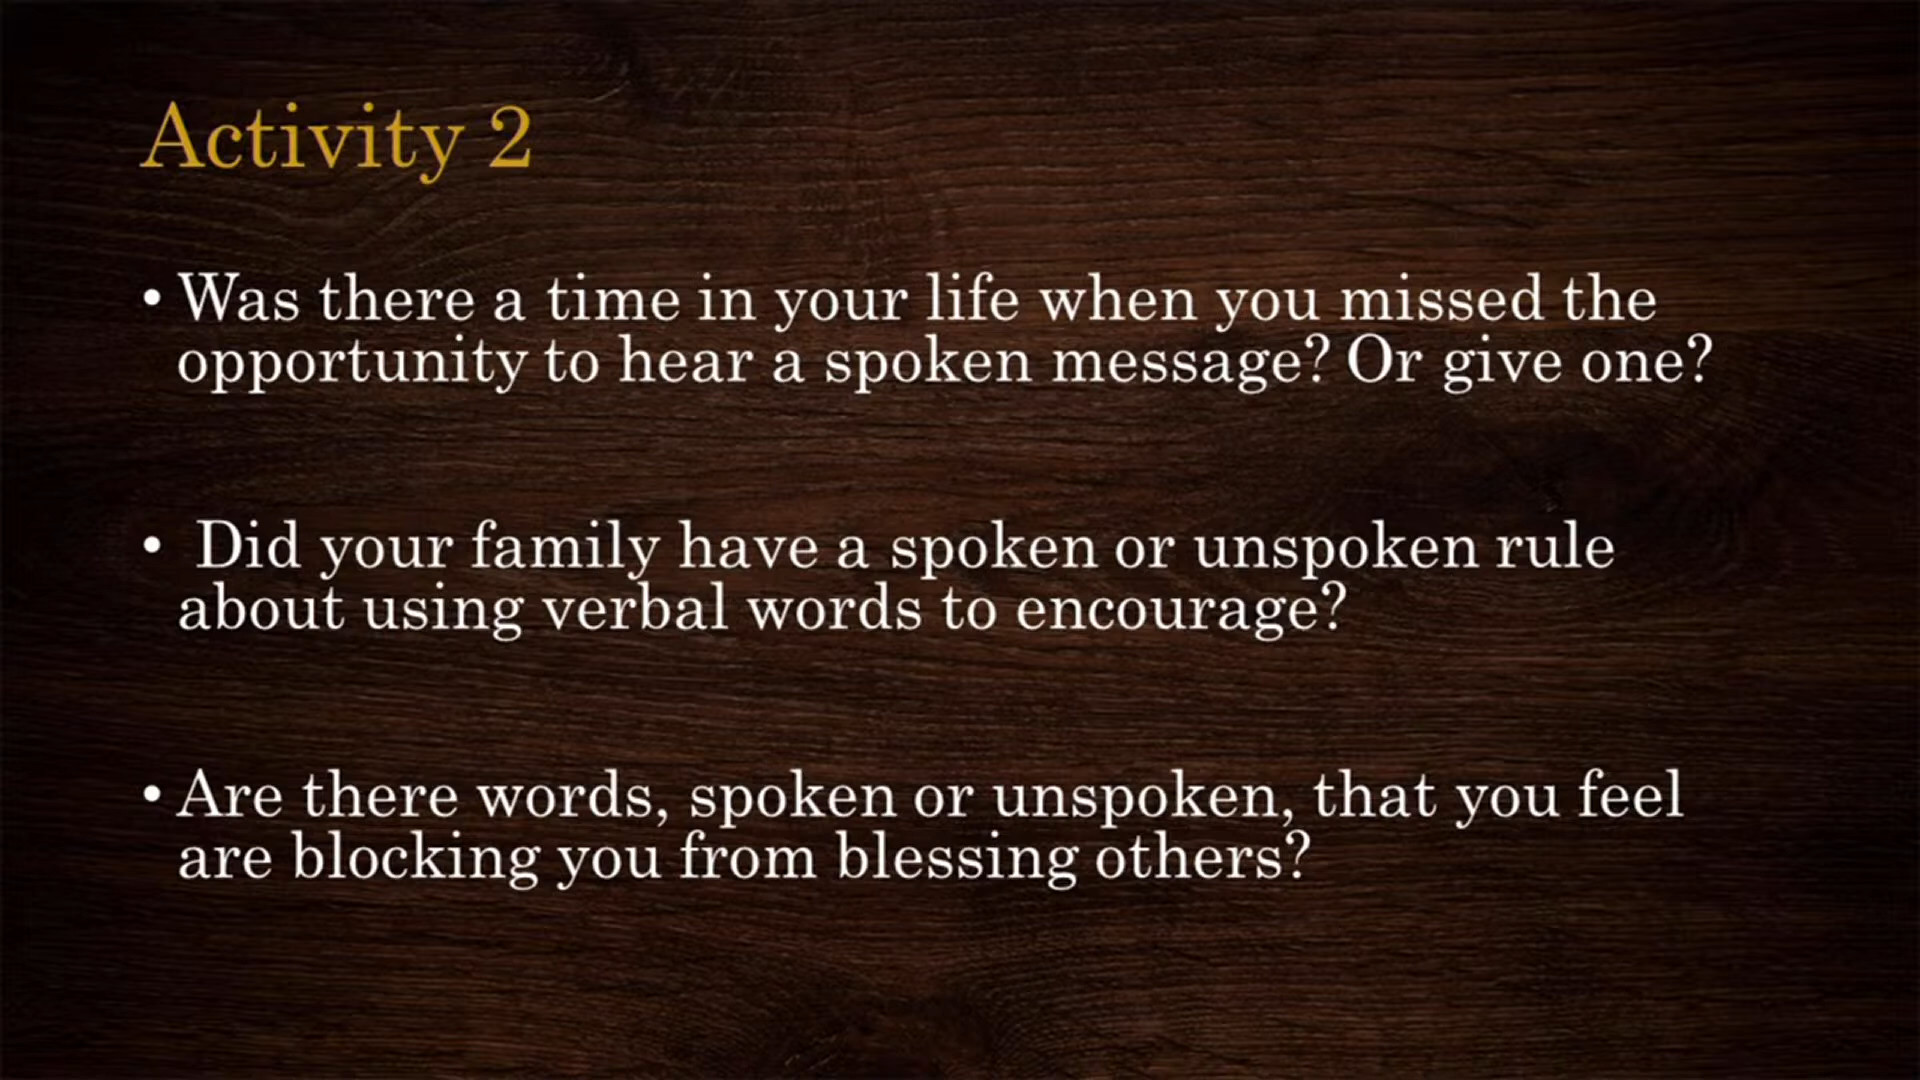 Activity 2
• Was there a time in your life when you missed the
opportunity to hear a spoken message? Or give one?
• Did your family have a spoken or unspoken rule
about using verbal words to encourage?
• Are there words, spoken or unspoken, that you feel
are blocking you from blessing others?